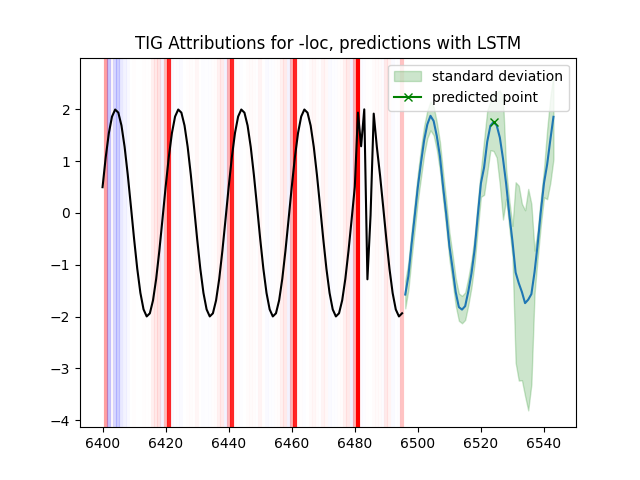 TIG Attributions for -loc, predictions with LSTM
standard deviation
predicted point
2
1
0
−1
−2
−3
−4
6400 6420 6440 6460 6480 6500 6520 6540